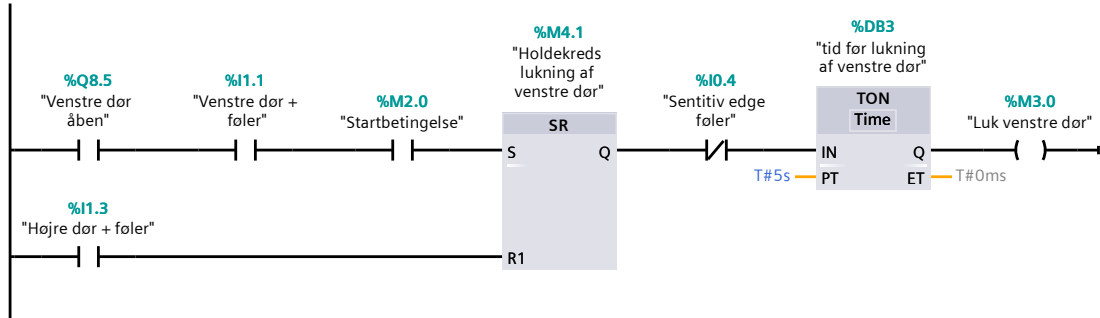 %Q8.5
"Venstre dør
åben"
%I1.1
"Venstre dør +
føler"
%M2.0
"Startbetingelse"
%M4.1
"Holdekreds
lukning af
venstre dør"
SR
S
Q
R1
%I0.4
"Sentitiv edge
føler"
%DB3
"tid før lukning
af venstre dør"
TON
Time
IN
Q
T#5s
PT
ET
T#0ms
%M3.0
"Luk venstre dør"
%I1.3
"Højre dør + føler"